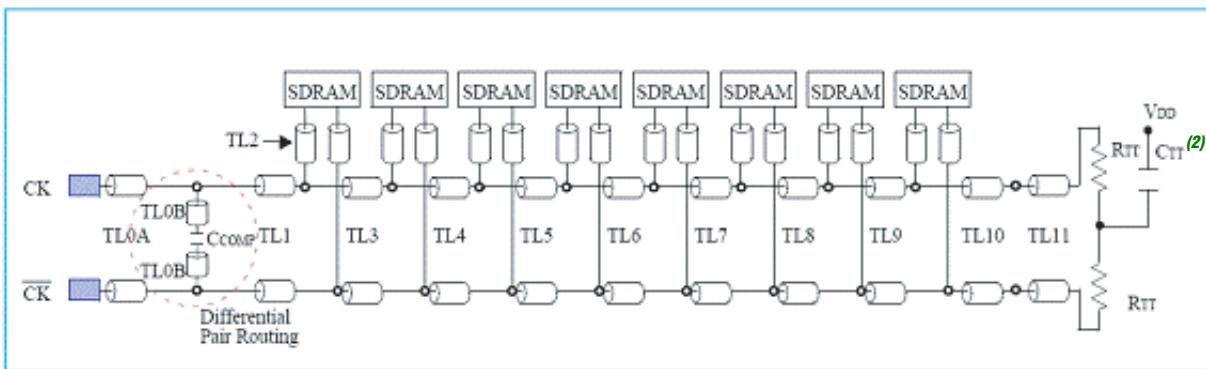 SDRAM SDRAM SDRAM SDRAM SDRAM SDRAM SDRAM SDRAM
VDD
TL2
RTT
CTT (2)
CK
TL0B
TL0A
CCOMP
TL1
TL3
TL4
TL5
TL6
TL7
TL8
TL9
TL10
TL11
TL0B
CK
RTT
Differential
Pair Routing